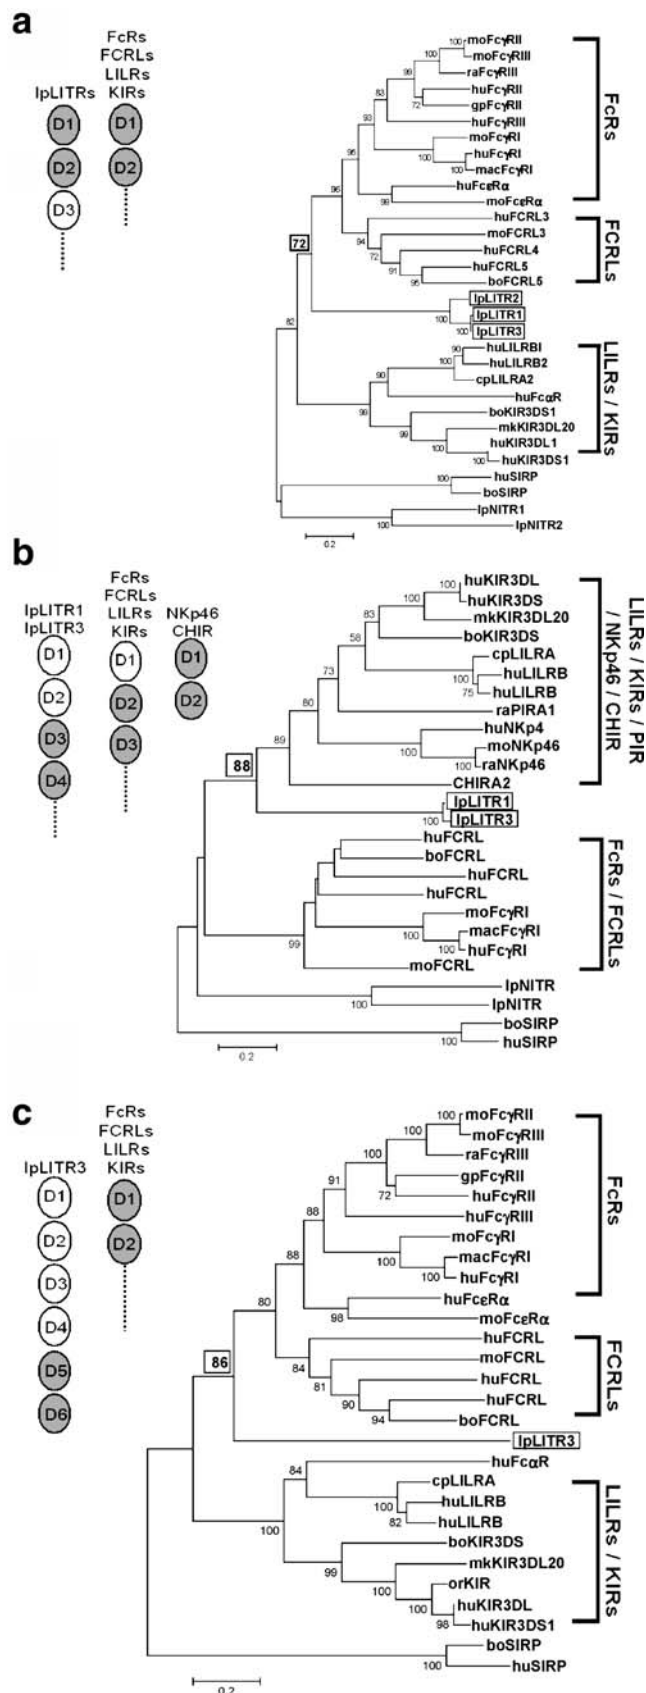 a
FcRs
FCRLs
LILRs
KIRs
IpLITRs
D1
D2
D3
D1
D2
moFcγRII
moFcγRIII
raFcγRIII
huFcγRII
gpFcγRII
huFcγRIII
moFcγRI
huFcγRI
macFcγRI
huFcεRα
moFcεRα
huFCRL3
moFCRL3
huFCRL4
huFCRL5
boFCRL5
IpLITR2
IpLITR1
IpLITR3
huLILRBI
huLILRB2
cpLILRA2
huFcαR
boKIR3DS1
mkKIR3DL20
huKIR3DL1
huKIR3DS1
huSIRP
boSIRP
IpNITR1
IpNITR2
100
100
99
83
72
93
100
100
96
99
96
94
72
91
95
72
100
100
82
90
100
90
99
99
100
100
100
100
0.2
FcRs
FCRLs
LILRs / KIRs
b
IpLITR1
IpLITR3
D1
D2
D3
D4
FcRs
FCRLs
LILRs
KIRs
D1
D2
D3
NKp46
CHIR
D1
D2
huKIR3DL
huKIR3DS
mkKIR3DL20
boKIR3DS
cpLILRA
huLILRB
huLILRB
raPIRA1
huNKp4
moNKp46
raNKp46
CHIRA2
IpLITR1
IpLITR3
huFCRL
boFCRL
huFCRL
huFCRL
moFcγRI
macFcγRI
huFcγRI
moFCRL
IpNITR
IpNITR
boSIRP
huSIRP
100
100
83
58
100
75
73
80
100
100
89
88
100
100
100
99
100
100
0.2
LILRs / KIRs / PIR
/ NKp46 / CHIR
FcRs / FCRLs
c
FcRs
FCRLs
LILRs
KIRs
IpLITR3
D1
D2
D3
D4
D5
D6
D1
D2
moFcγRII
moFcγRIII
raFcγRIII
gpFcγRII
huFcγRII
huFcγRIII
moFcγRI
macFcγRI
huFcγRI
huFcεRα
moFcεRα
huFCRL
moFCRL
huFCRL
huFCRL
boFCRL
IpLITR3
huFcαR
cpLILRA
huLILRB
huLILRB
boKIR3DS
mkKIR3DL20
orKIR
huKIR3DL
huKIR3DS1
boSIRP
huSIRP
100
100
100
91
72
88
100
100
88
98
80
84
81
90
94
86
84
100
82
100
99
100
100
98
100
0.2
FcRs
FCRLs
LILRs / KIRs